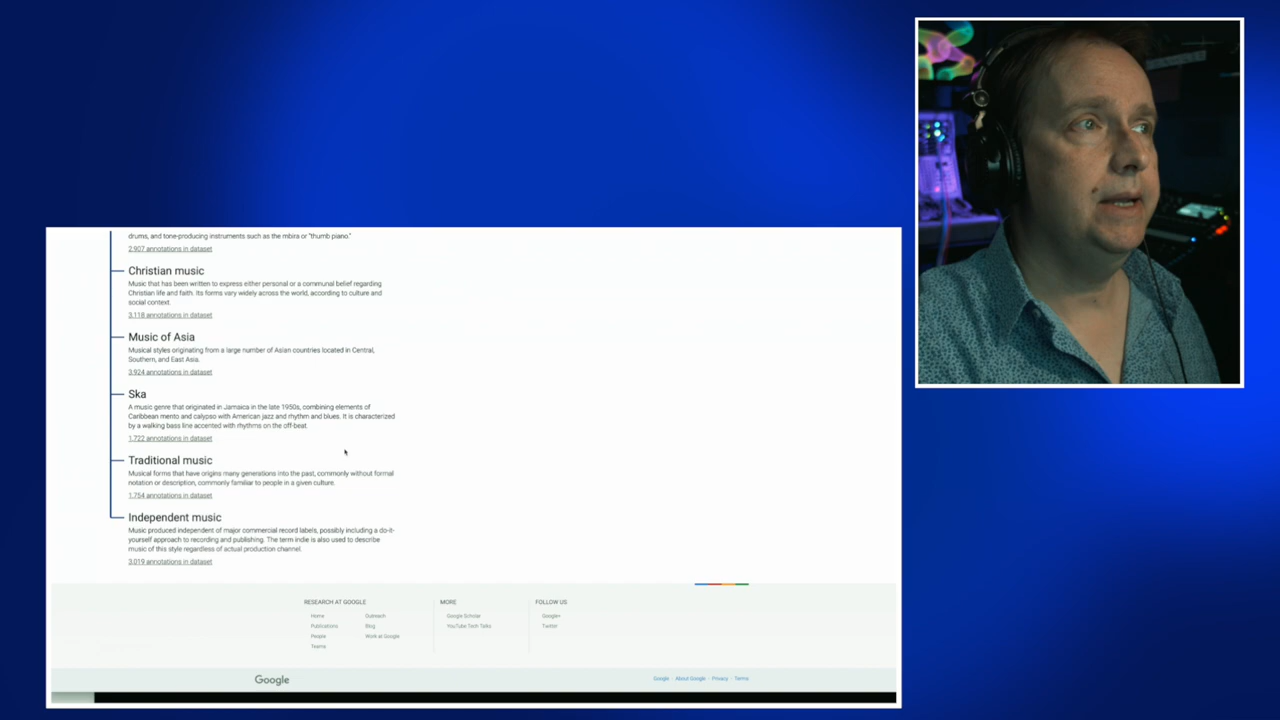 drums, and tone-producing instruments such as the mbira or "thumb piano."
2,907 annotations in dataset
Christian music
Music that has been written to express either personal or a communal belief regarding
Christian life and faith. Its forms vary widely across the world, according to culture and
social context.
3,118 annotations in dataset
Music of Asia
Musical styles originating from a large number of Asian countries located in Central,
Southern, and East Asia.
3,924 annotations in dataset
Ska
A music genre that originated in Jamaica in the late 1950s, combining elements of
Caribbean mento and calypso with American jazz and rhythm and blues. It is characterized
by a walking bass line accented with rhythms on the off-beat.
1,722 annotations in dataset
Traditional music
Musical forms that have origins many generations into the past, commonly without formal
notation or description, commonly familiar to people in a given culture.
1,754 annotations in dataset
Independent music
Music produced independent of major commercial record labels, possibly including a do-it-
yourself approach to recording and publishing. The term indie is also used to describe
music of this style regardless of actual production channel.
3,019 annotations in dataset
RESEARCH AT GOOGLE
Home
Outreach
Publications
Blog
People
Work at Google
Teams
MORE
Google Scholar
YouTube Tech Talks
FOLLOW US
Google+
Twitter
Google
Google · About Google · Privacy · Terms